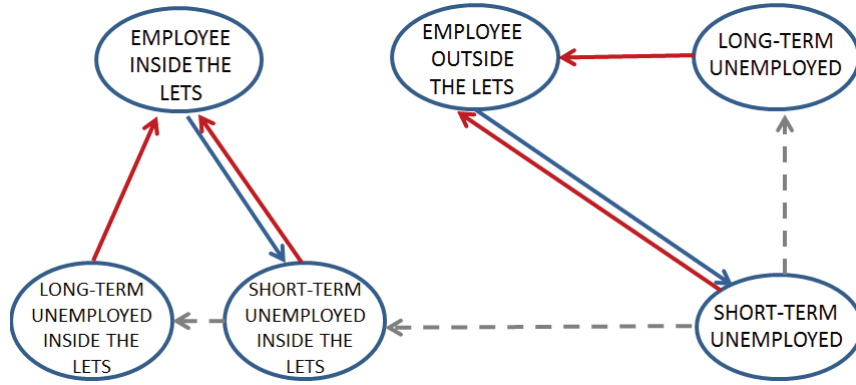 EMPLOYEE
INSIDE THE
LETS
EMPLOYEE
OUTSIDE
THE LETS
LONG-TERM
UNEMPLOYED
LONG-TERM
UNEMPLOYED
INSIDE THE
LETS
SHORT-TERM
UNEMPLOYED
INSIDE THE
LETS
SHORT-TERM
UNEMPLOYED